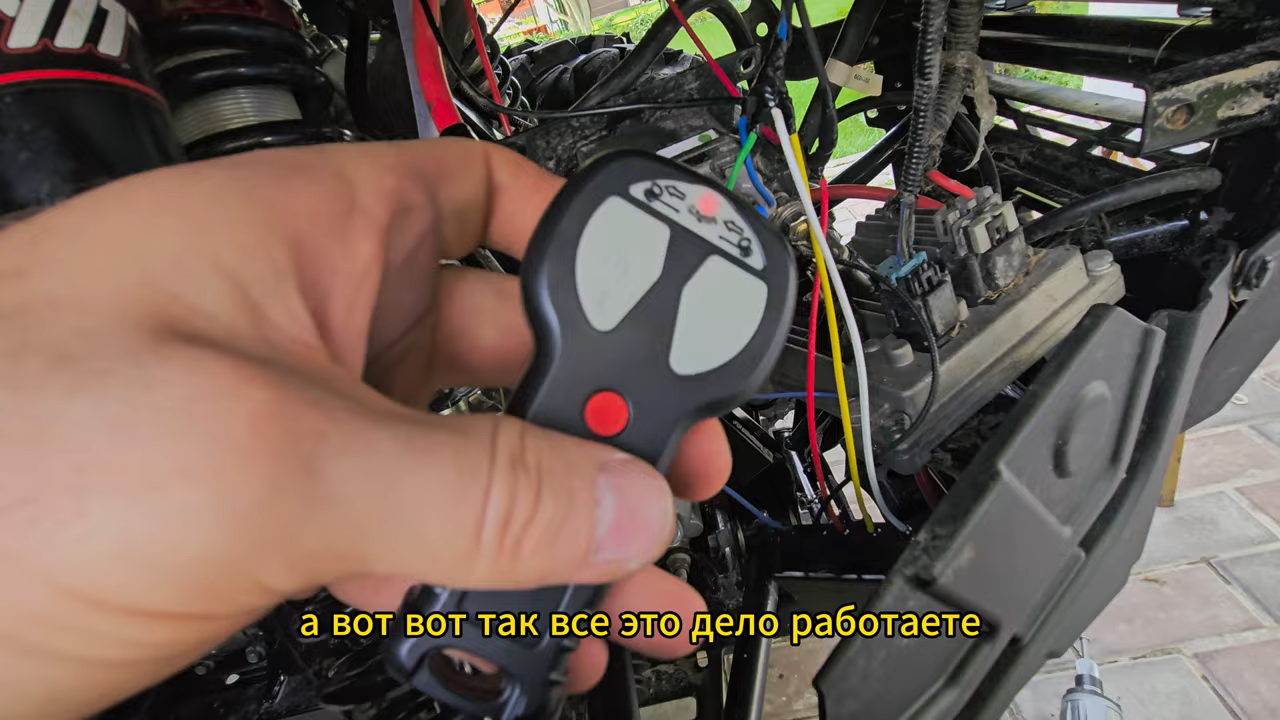 а вот вот так все это дело работаете